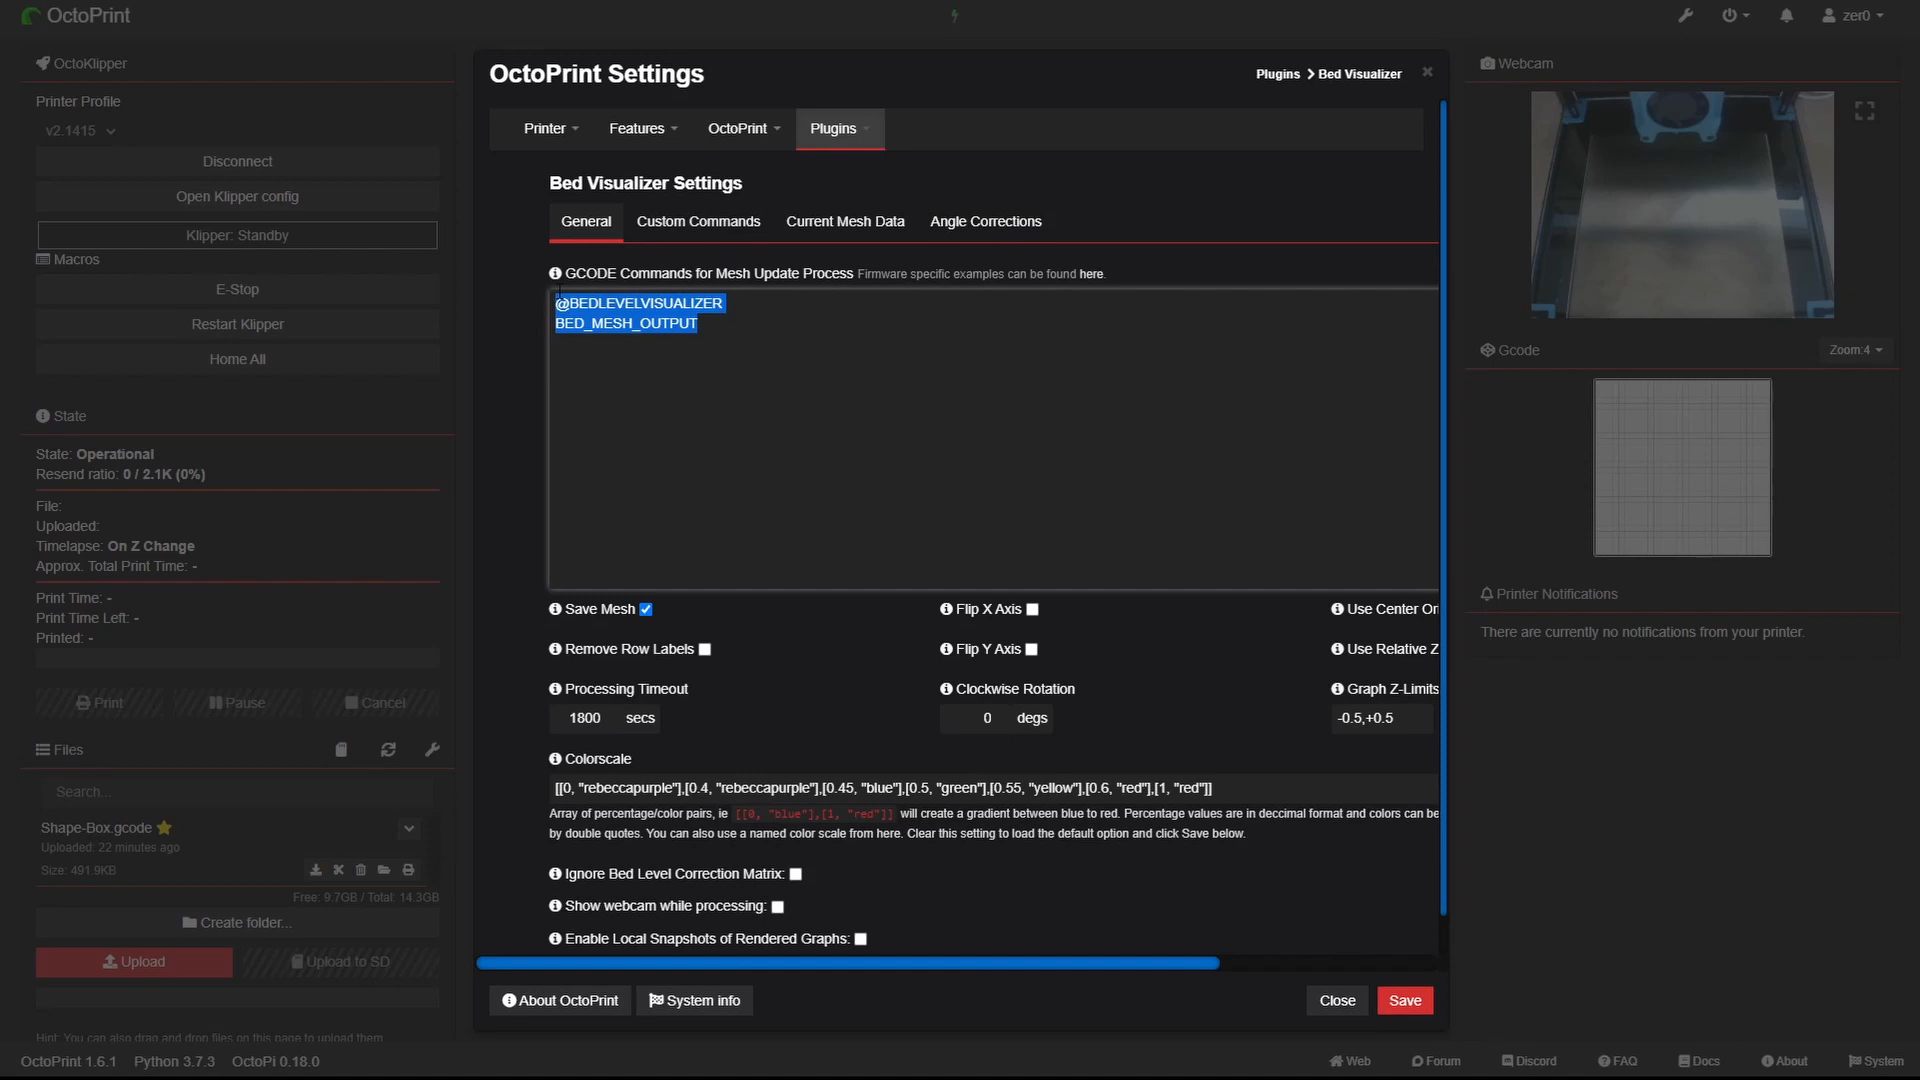 OctoPrint
zer0
OctoKlipper
Printer Profile
v2.1415
Disconnect
Open Klipper config
Klipper: Standby
Macros
E-Stop
Restart Klipper
Home All
State
State: Operational
Resend ratio: 0 / 2.1K (0%)
File:
Uploaded:
Timelapse: On Z Change
Approx. Total Print Time: -
Print Time: -
Print Time Left: -
Printed: -
Print
Pause
Cancel
Files
Search...
Shape-Box.gcode
Uploaded: 22 minutes ago
Size: 491.9KB
Free: 9.7GB / Total: 14.3GB
Create folder...
Upload
Upload to SD
Hint: You can also drag and drop files on this page to upload them
OctoPrint Settings
Plugins > Bed Visualizer
×
Printer
Features
OctoPrint
Plugins
Bed Visualizer Settings
General
Custom Commands
Current Mesh Data
Angle Corrections
GCODE Commands for Mesh Update Process Firmware specific examples can be found here.
@BEDLEVELVISUALIZER
BED_MESH_OUTPUT
Save Mesh
Flip X Axis
Use Center Ori
Remove Row Labels
Flip Y Axis
Use Relative Z
Processing Timeout
Clockwise Rotation
Graph Z-Limits
1800 secs
0 degs
-0.5,+0.5
Colorscale
[[0, "rebeccapurple"],[0.4, "rebeccapurple"],[0.45, "blue"],[0.5, "green"],[0.55, "yellow"],[0.6, "red"],[1, "red"]]
Array of percentage/color pairs, ie [[0, "blue"],[1, "red"]] will create a gradient between blue to red. Percentage values are in deccimal format and colors can be
by double quotes. You can also use a named color scale from here. Clear this setting to load the default option and click Save below.
Ignore Bed Level Correction Matrix:
Show webcam while processing:
Enable Local Snapshots of Rendered Graphs:
About OctoPrint
System info
Close
Save
Webcam
Gcode
Zoom:4
Printer Notifications
There are currently no notifications from your printer.
OctoPrint 1.6.1 Python 3.7.3 OctoPi 0.18.0
Web
Forum
Discord
FAQ
Docs
About
System